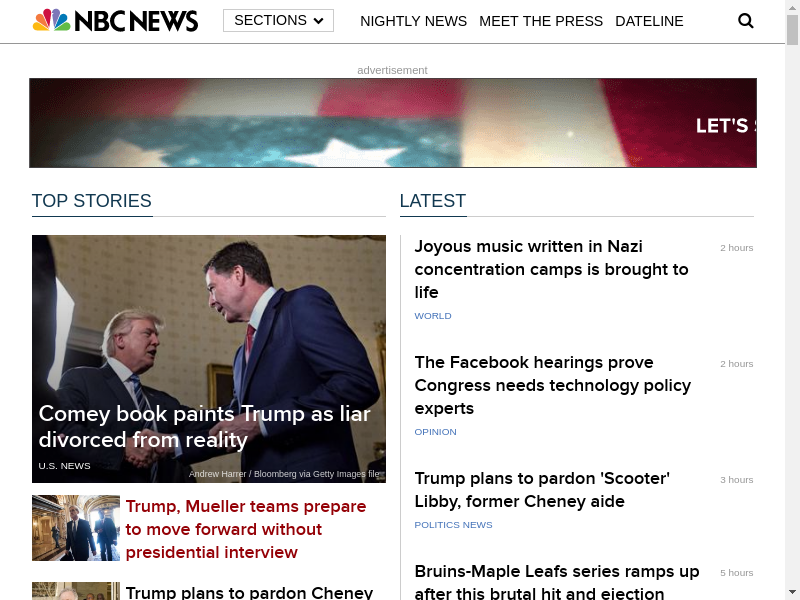 NBC NEWS
SECTIONS
NIGHTLY NEWS
MEET THE PRESS
DATELINE
advertisement
LET'S
TOP STORIES
Comey book paints Trump as liar
divorced from reality
U.S. NEWS
Andrew Harrer / Bloomberg via Getty Images file
Trump, Mueller teams prepare
to move forward without
presidential interview
Trump plans to pardon Cheney
LATEST
Joyous music written in Nazi
concentration camps is brought to
life
2 hours
WORLD
The Facebook hearings prove
Congress needs technology policy
experts
2 hours
OPINION
Trump plans to pardon 'Scooter'
Libby, former Cheney aide
3 hours
POLITICS NEWS
Bruins-Maple Leafs series ramps up
after this brutal hit and ejection
5 hours